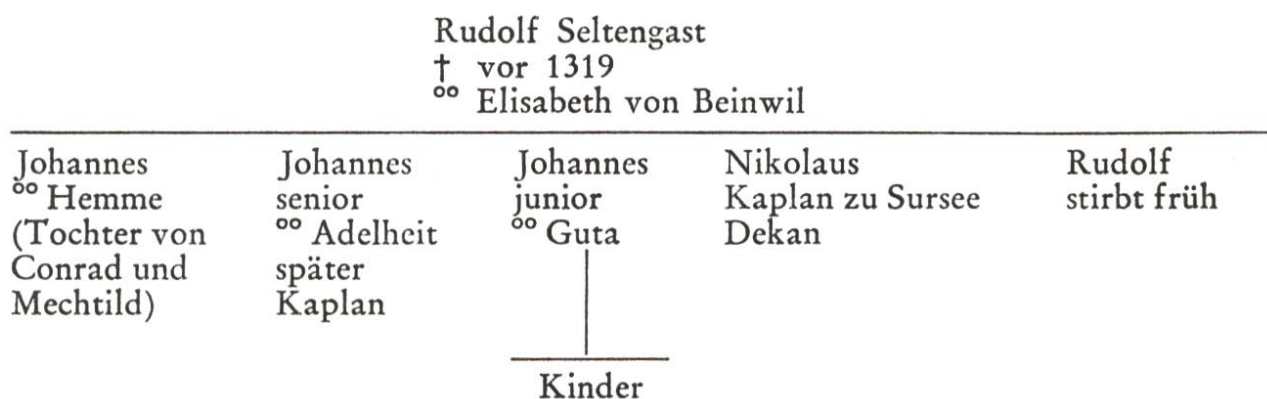 Rudolf Seltengast
† vor 1319
°° Elisabeth von Beinwil
Johannes
°° Hemme
(Tochter von
Conrad und
Mechtild)
Johannes
senior
°° Adelheit
später
Kaplan
Johannes
junior
°° Guta
Nikolaus
Kaplan zu Sursee
Dekan
Rudolf
stirbt früh
Kinder